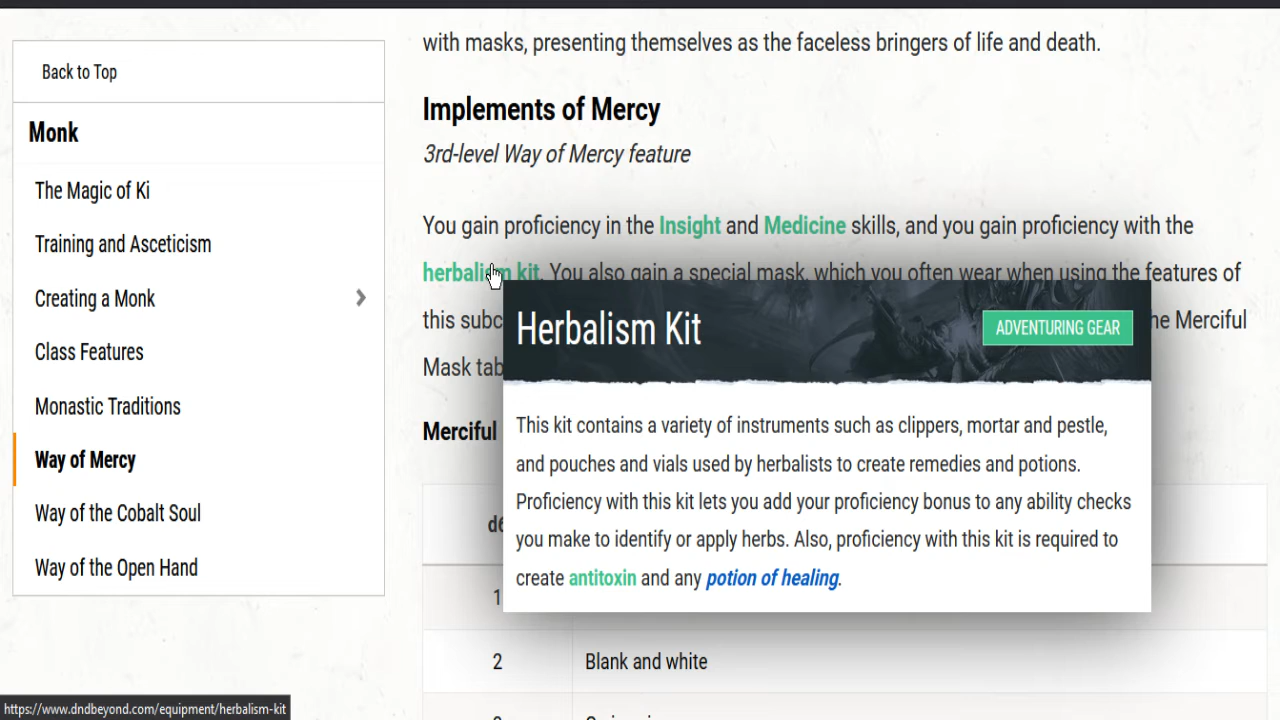 Back to Top
Monk
The Magic of Ki
Training and Asceticism
Creating a Monk
Class Features
Monastic Traditions
Way of Mercy
Way of the Cobalt Soul
Way of the Open Hand
with masks, presenting themselves as the faceless bringers of life and death.
Implements of Mercy
3rd-level Way of Mercy feature
You gain proficiency in the Insight and Medicine skills, and you gain proficiency with the
herbalism kit. You also gain a special mask, which you often wear when using the features of
this Merciful
Mask
Merciful
Herbalism Kit
ADVENTURING GEAR
This kit contains a variety of instruments such as clippers, mortar and pestle,
and pouches and vials used by herbalists to create remedies and potions.
Proficiency with this kit lets you add your proficiency bonus to any ability checks
you make to identify or apply herbs. Also, proficiency with this kit is required to
create antitoxin and any potion of healing.
1
2 Blank and white
https://www.dndbeyond.com/equipment/herbalism-kit